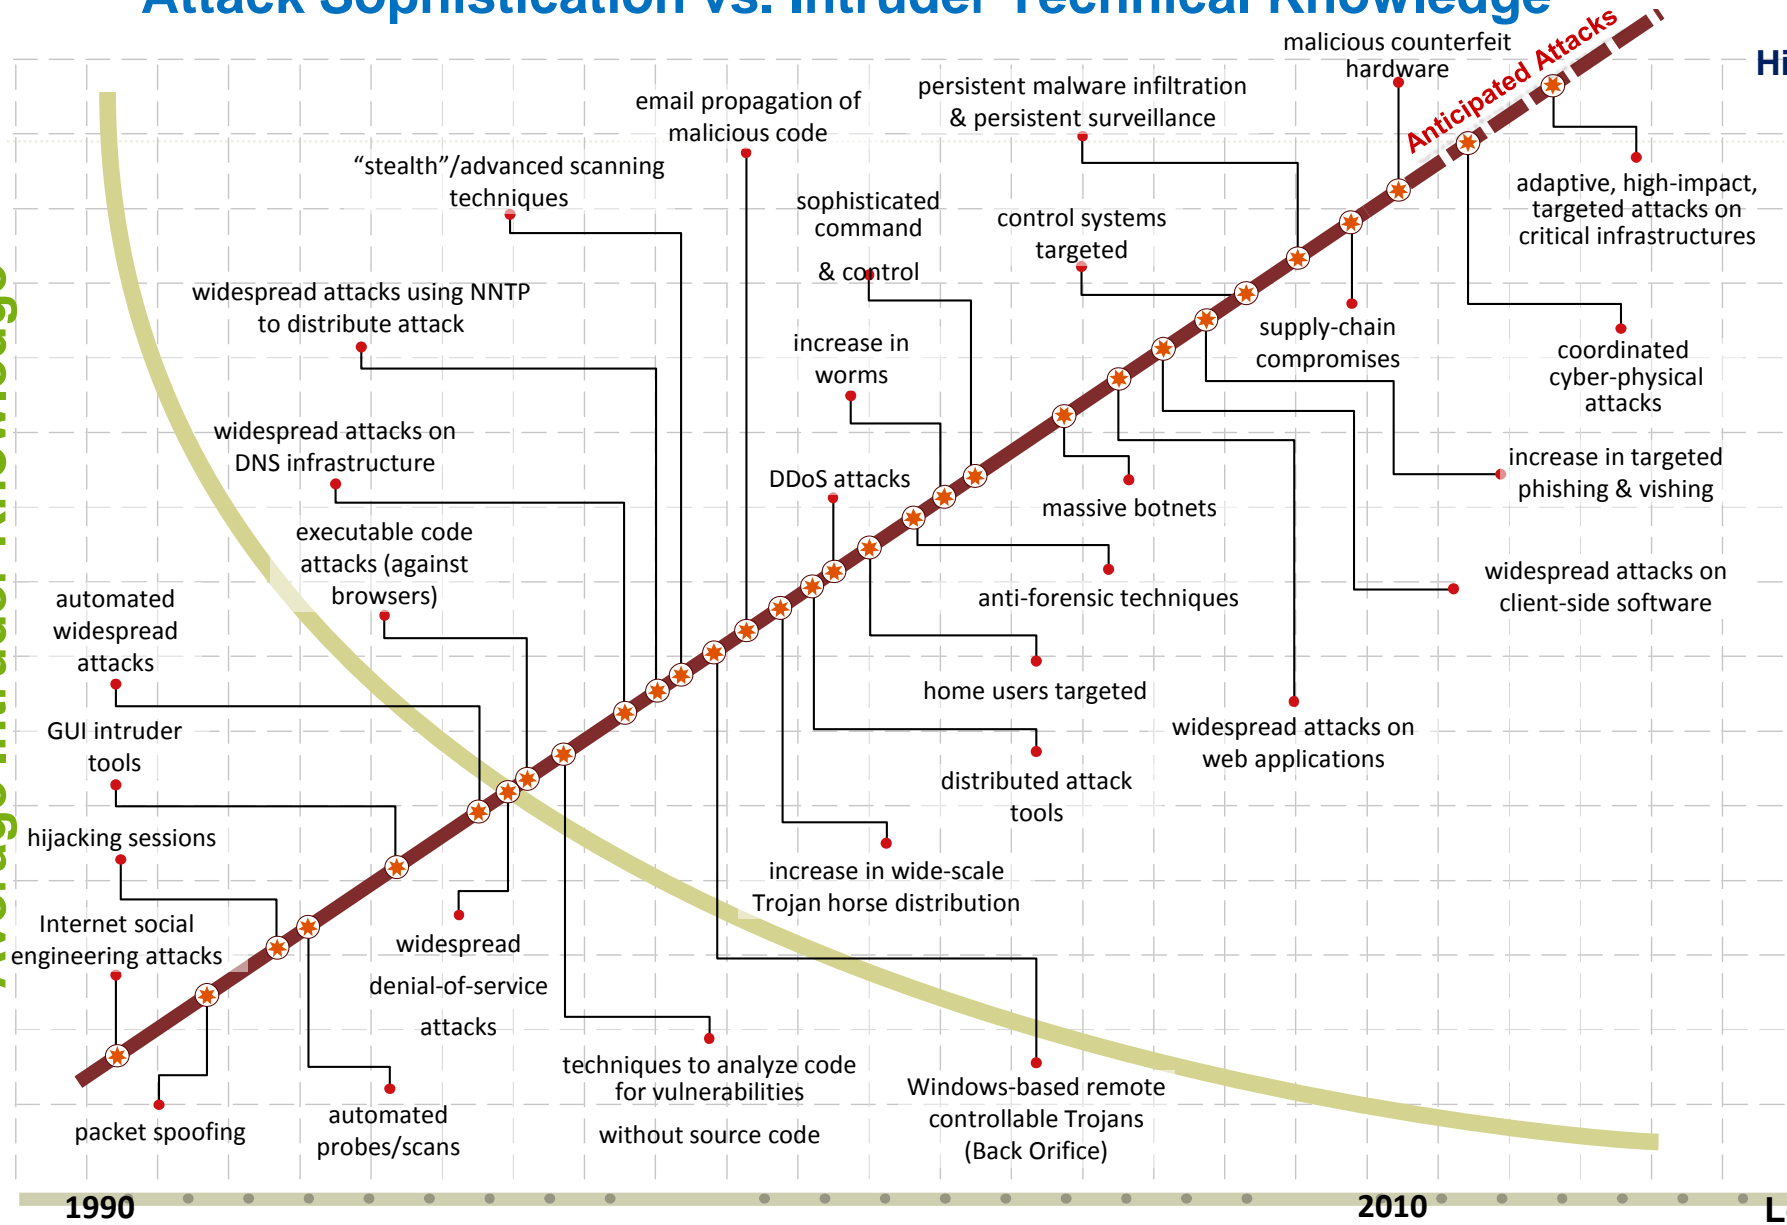 Attack Sophistication vs. Intruder Technical Knowledge
malicious counterfeit
hardware
Anticipated Attacks
Hi
persistent malware infiltration
& persistent surveillance
email propagation of
malicious code
“stealth”/advanced scanning
techniques
sophisticated
command
& control
control systems
targeted
adaptive, high-impact,
targeted attacks on
critical infrastructures
widespread attacks using NNTP
to distribute attack
increase in
worms
supply-chain
compromises
coordinated
cyber-physical
attacks
widespread attacks on
DNS infrastructure
DDoS attacks
massive botnets
increase in targeted
phishing & vishing
executable code
attacks (against
browsers)
anti-forensic techniques
widespread attacks on
client-side software
automated
widespread
attacks
home users targeted
GUI intruder
tools
widespread attacks on
web applications
distributed attack
tools
hijacking sessions
increase in wide-scale
Trojan horse distribution
Internet social
engineering attacks
widespread
denial-of-service
attacks
techniques to analyze code
for vulnerabilities
without source code
Windows-based remote
controllable Trojans
(Back Orifice)
packet spoofing
automated
probes/scans
Average Intruder Knowledge
1990
2010
L